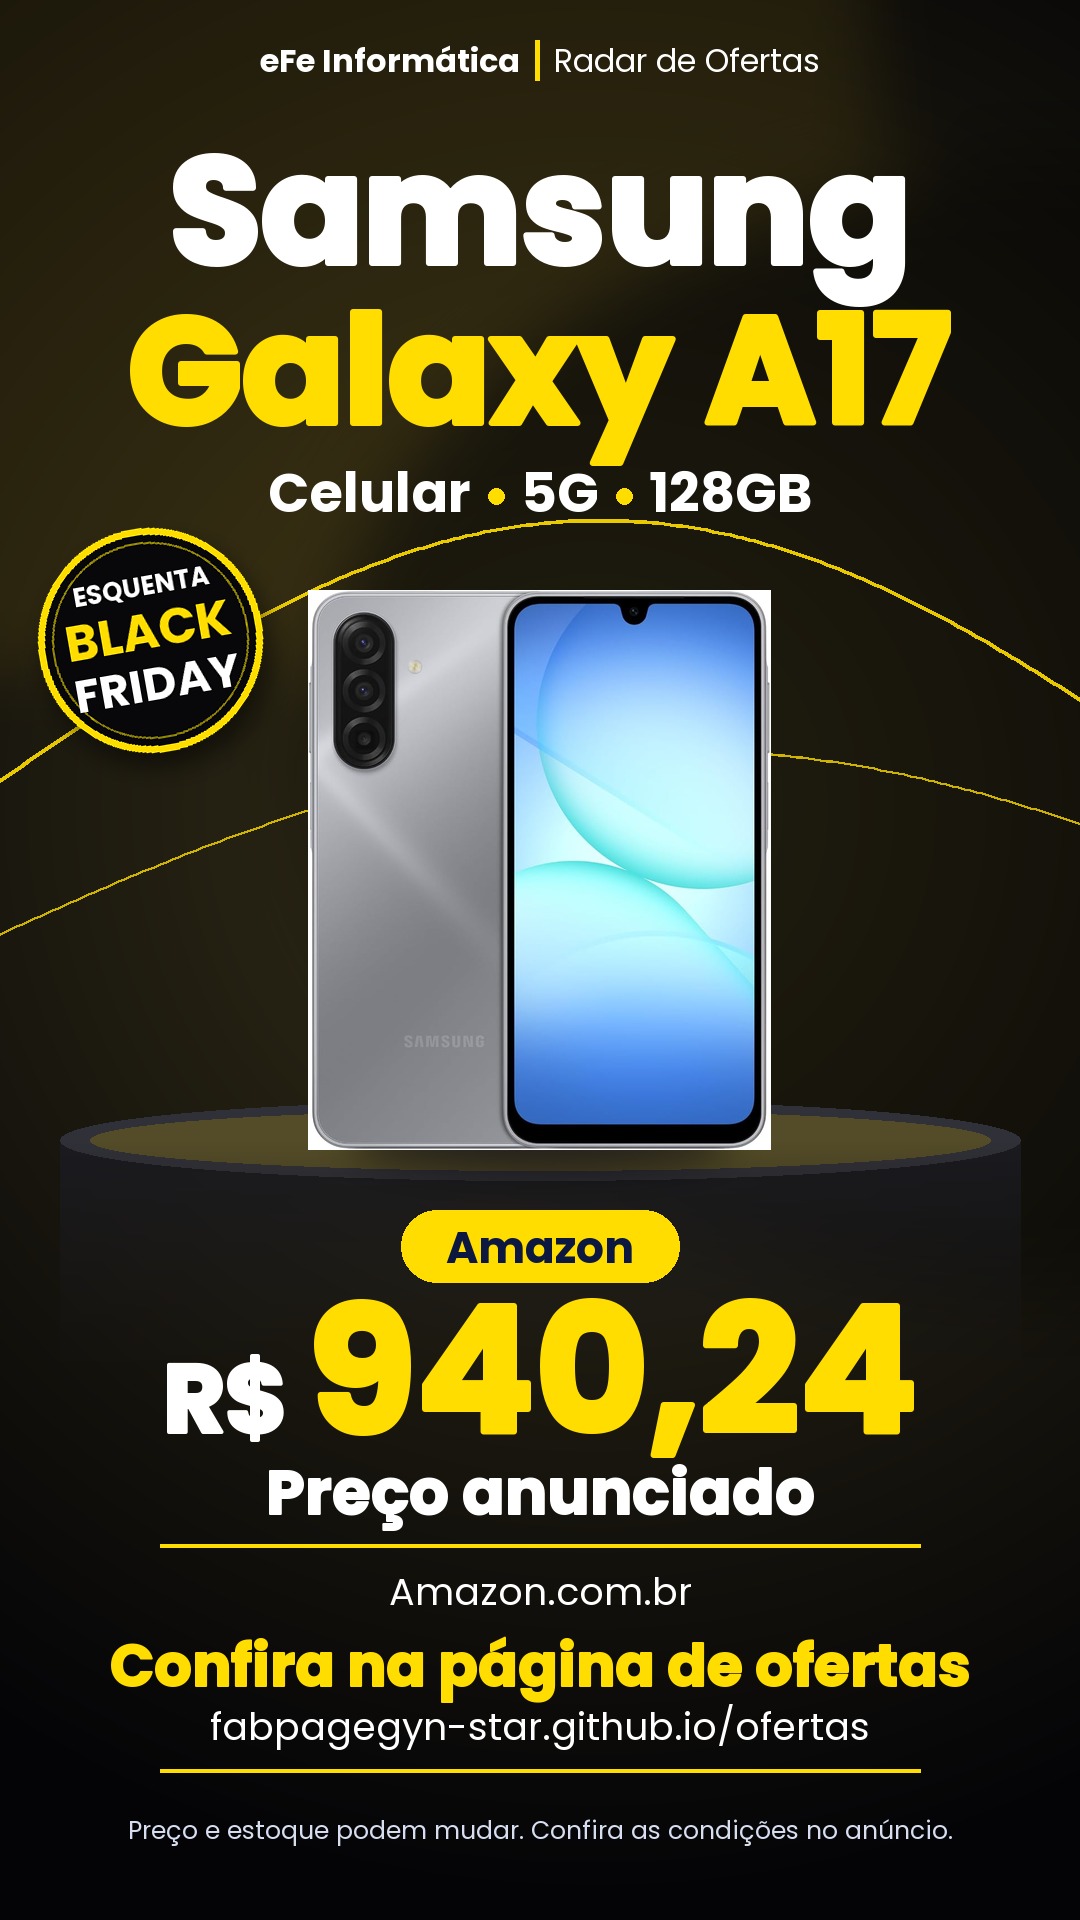 eFe Informática | Radar de Ofertas
Samsung
Galaxy A17
Celular • 5G • 128GB
ESQUENTA
BLACK
FRIDAY
SAMSUNG
Amazon
R$ 940,24
Preço anunciado
Amazon.com.br
Confira na página de ofertas
fabpagegyn-star.github.io/ofertas
Preço e estoque podem mudar. Confira as condições no anúncio.